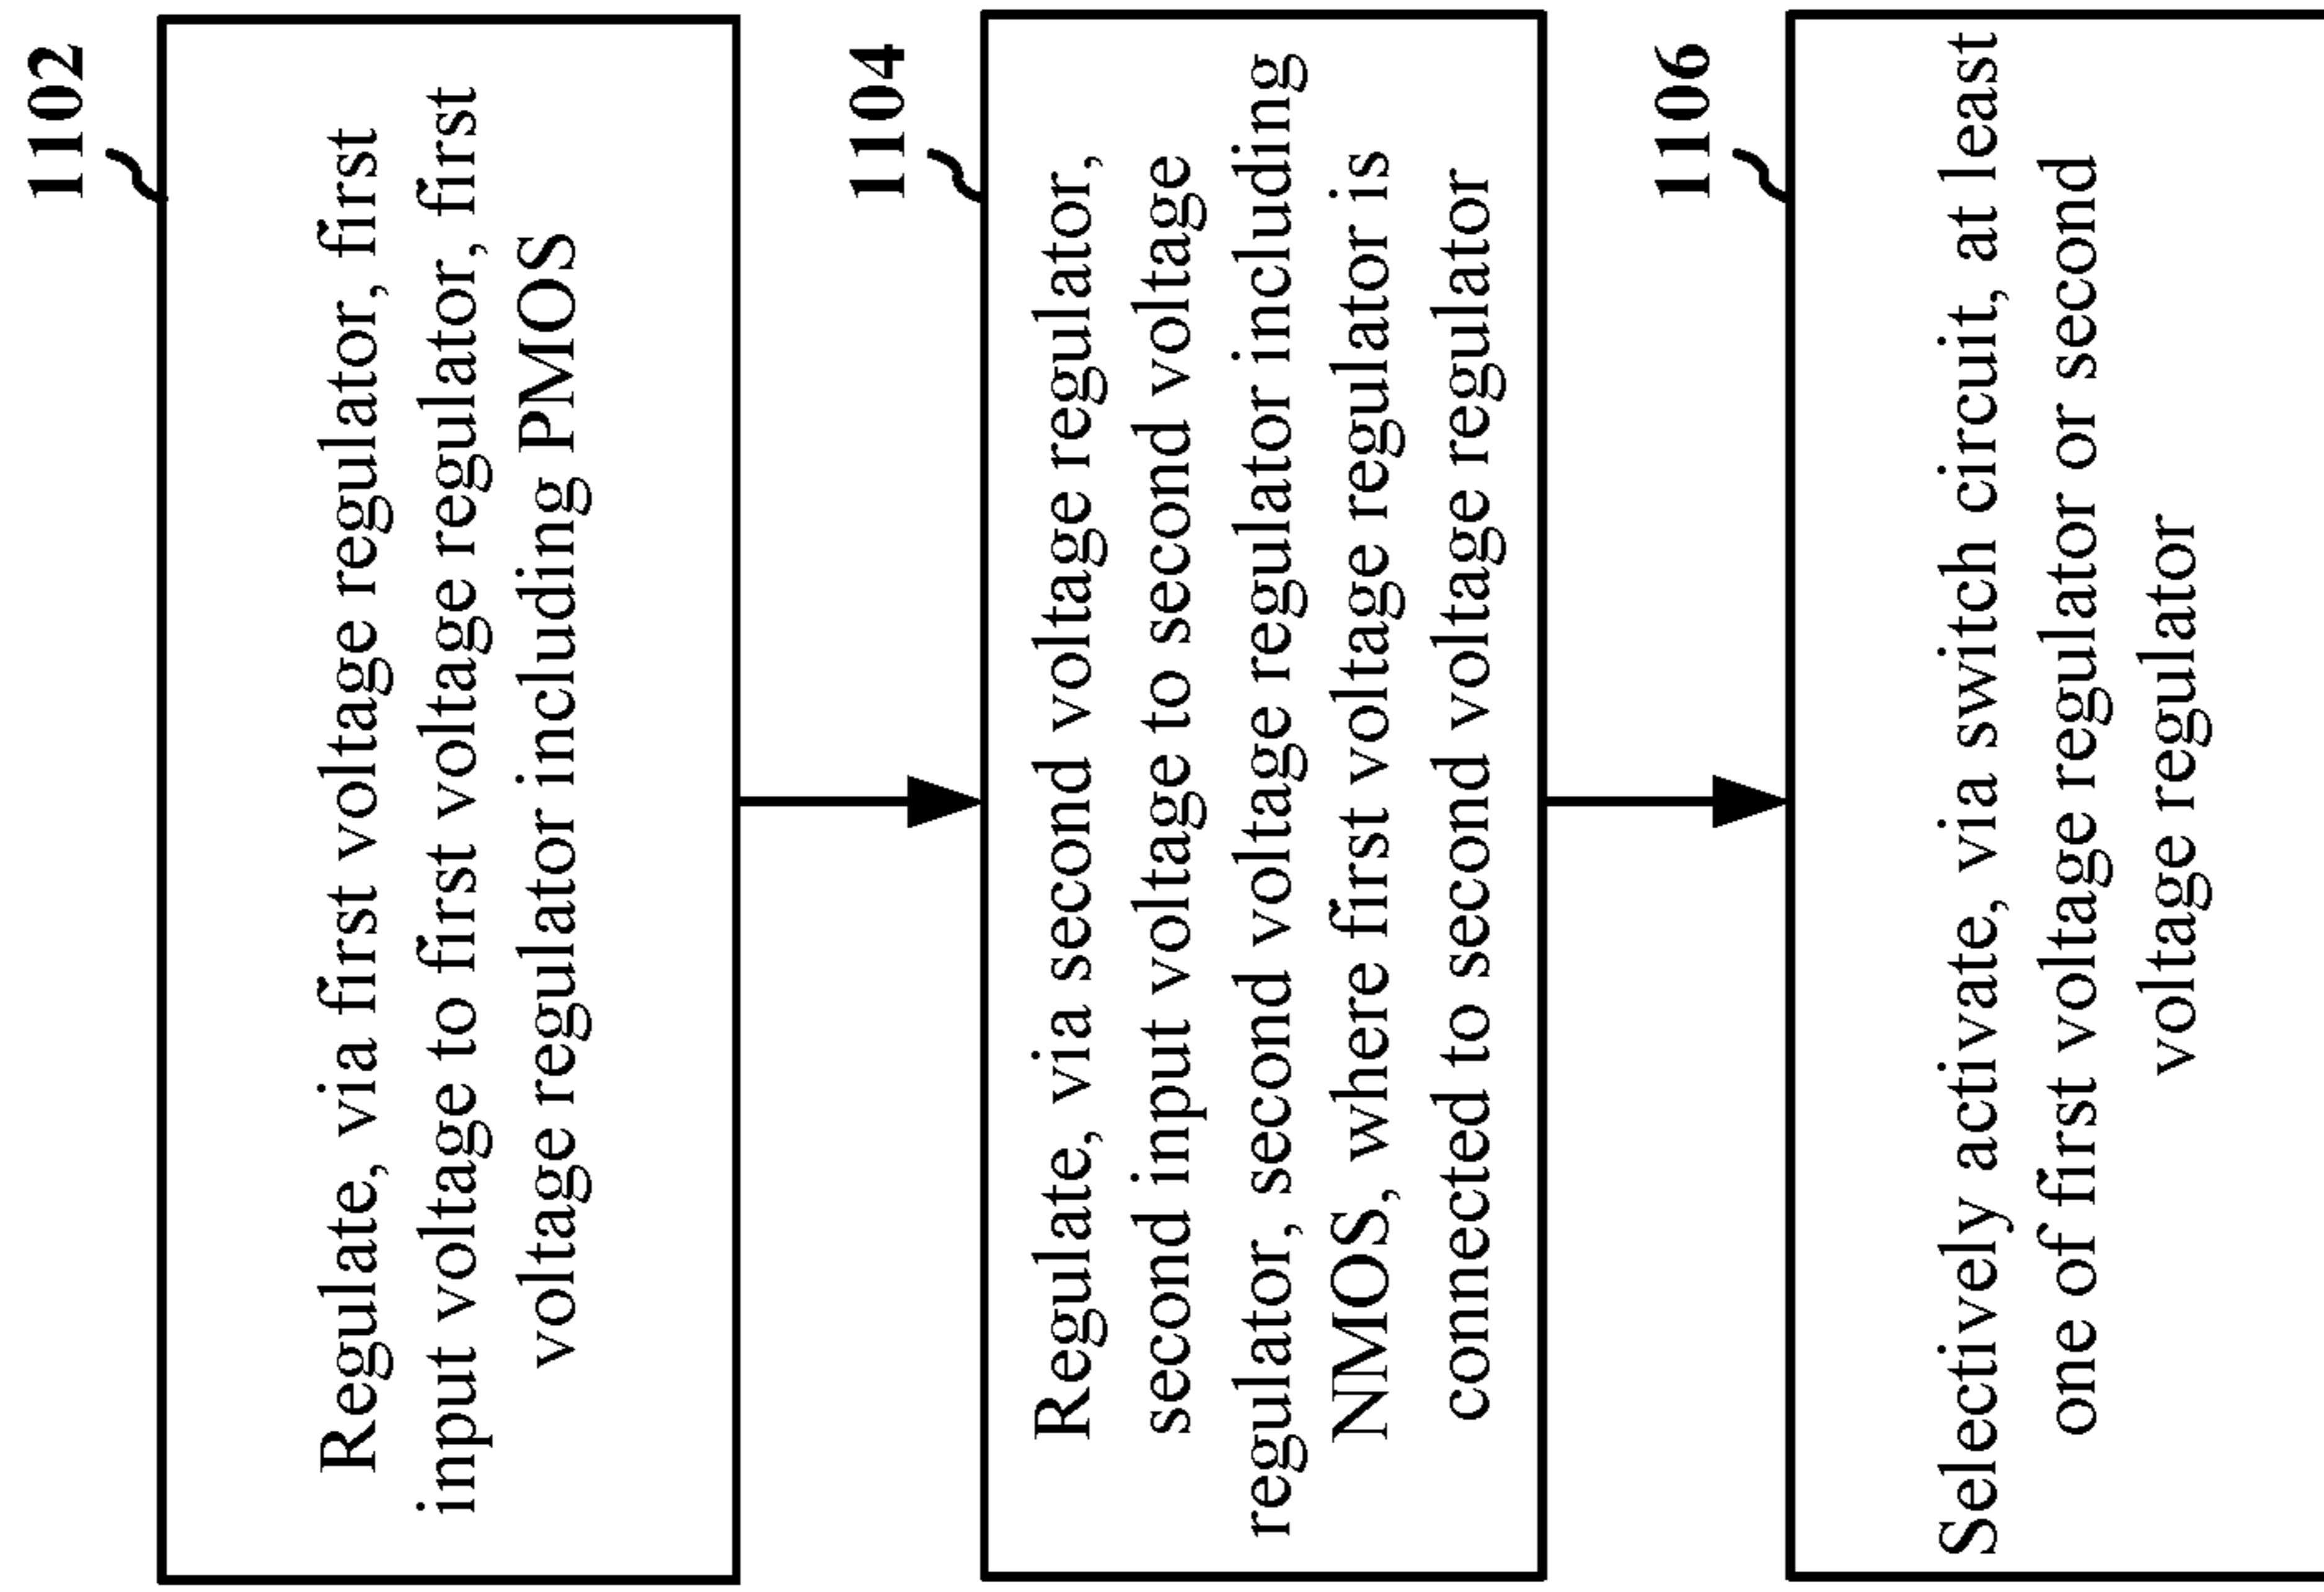 1102
Regulate, via first voltage regulator, first
input voltage to first voltage regulator, first
voltage regulator including PMOS
1104
Regulate, via second voltage regulator,
second input voltage to second voltage
regulator, second voltage regulator including
NMOS, where first voltage regulator is
connected to second voltage regulator
1106
Selectively activate, via switch circuit, at least
one of first voltage regulator or second
voltage regulator